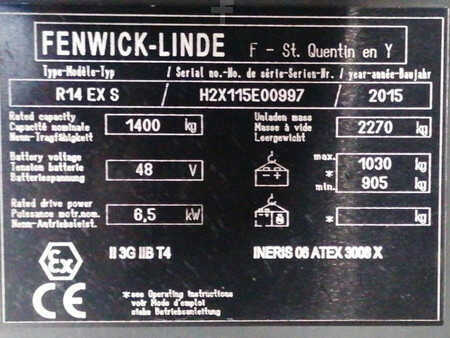 FENWICK-LINDE F - St. Quentin en Y
Type-Modèle-Typ / Serial no.-No. de série-Serien-Nr. / year-année-Baujahr
R14 EX S / H2X115E00997 / 2015
Rated capacity
Capacité nominale
Nenn-Tragfähigkeit
1400 kg
Unladen mass
Masse à vide
Leergewicht
2270 kg
Battery voltage
Tension batterie
Batteriespannung
48 V
max. 1030 kg
*
min. 905 kg
Rated drive power
Puissance motr.nom.
Nenn-Antriebsleist.
6,5 kW
* kg
Ex
II 3G IIB T4
INERIS 06 ATEX 3008 X
CE
*see Operating Instructions
voir Mode d'emploi
siehe Betriebsanleitung